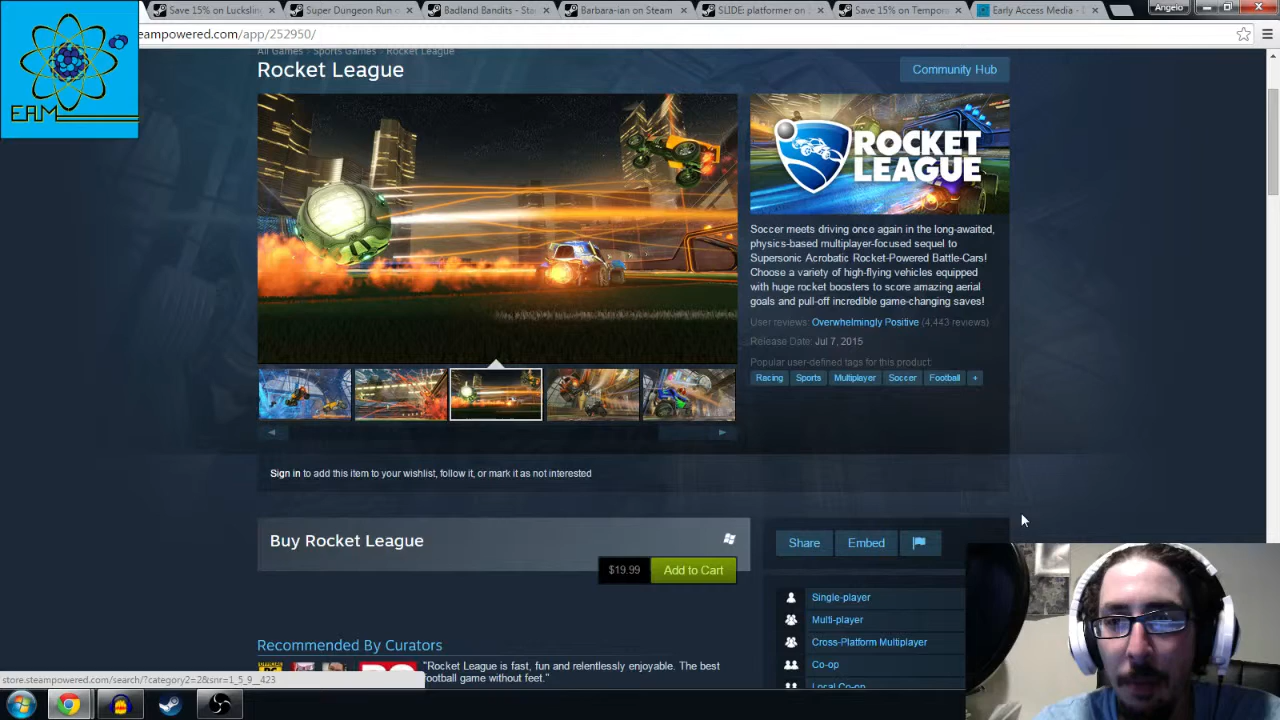 Save 15% on Lucksling
Super Dungeon Run o
Badland Bandits - Sta
Barbara-ian on Steam
SLIDE: platformer on S
Save 15% on Tempora
Early Access Media - D
Angelo
eampowered.com/app/252950/
EAM
All Games › Sports Games › Rocket League
Rocket League
Community Hub
ROCKET
LEAGUE
Soccer meets driving once again in the long-awaited,
physics-based multiplayer-focused sequel to
Supersonic Acrobatic Rocket-Powered Battle-Cars!
Choose a variety of high-flying vehicles equipped
with huge rocket boosters to score amazing aerial
goals and pull-off incredible game-changing saves!
User reviews: Overwhelmingly Positive (4,443 reviews)
Release Date: Jul 7, 2015
Popular user-defined tags for this product:
Racing Sports Multiplayer Soccer Football +
Sign in to add this item to your wishlist, follow it, or mark it as not interested
Buy Rocket League
$19.99 Add to Cart
Share Embed
Single-player
Multi-player
Cross-Platform Multiplayer
Co-op
Local Co-op
Recommended By Curators
"Rocket League is fast, fun and relentlessly enjoyable. The best
football game without feet."
store.steampowered.com/search/?category2=2&snr=1_5_9__423